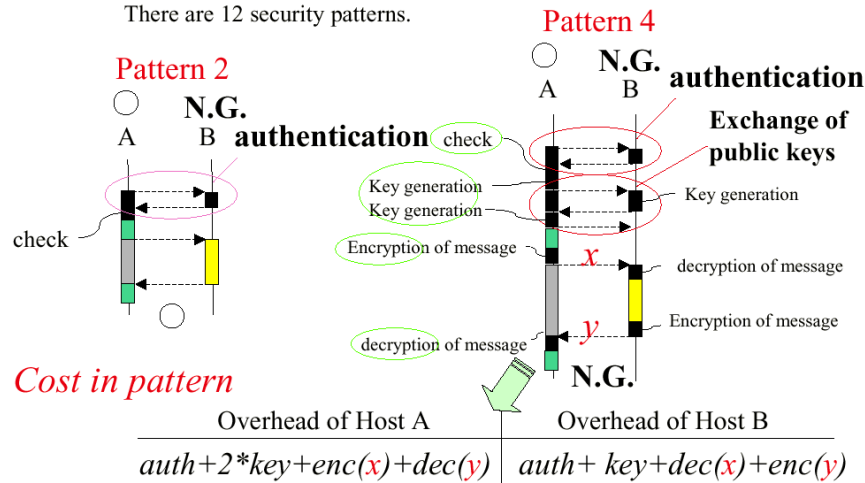 There are 12 security patterns.
Pattern 2
N.G.
A
B
authentication
check
Pattern 4
N.G.
A
B
authentication
Exchange of
public keys
check
Key generation
Key generation
Key generation
Encryption of message
x
decryption of message
Encryption of message
y
decryption of message
N.G.
Cost in pattern
Overhead of Host A
Overhead of Host B
auth+2*key+enc(x)+dec(y)
auth+ key+dec(x)+enc(y)